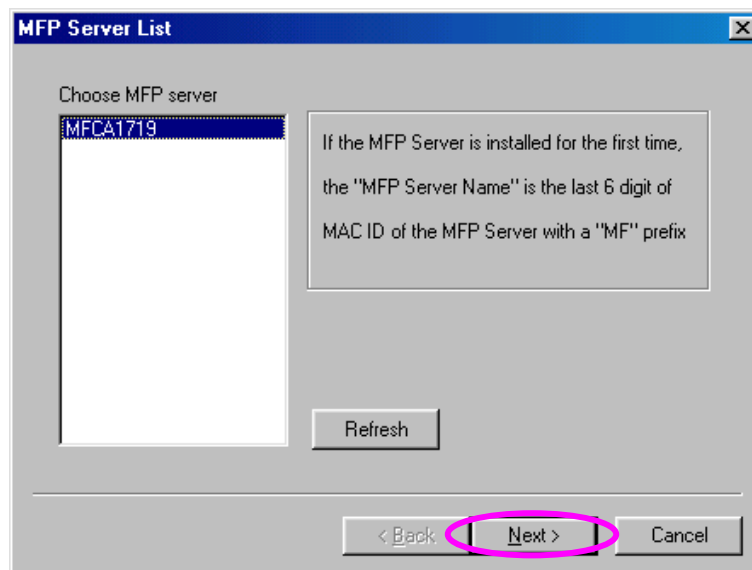 MFP Server List
Choose MFP server
MFCA1719
If the MFP Server is installed for the first time,
the "MFP Server Name" is the last 6 digit of
MAC ID of the MFP Server with a "MF" prefix
Refresh
< Back
Next >
Cancel